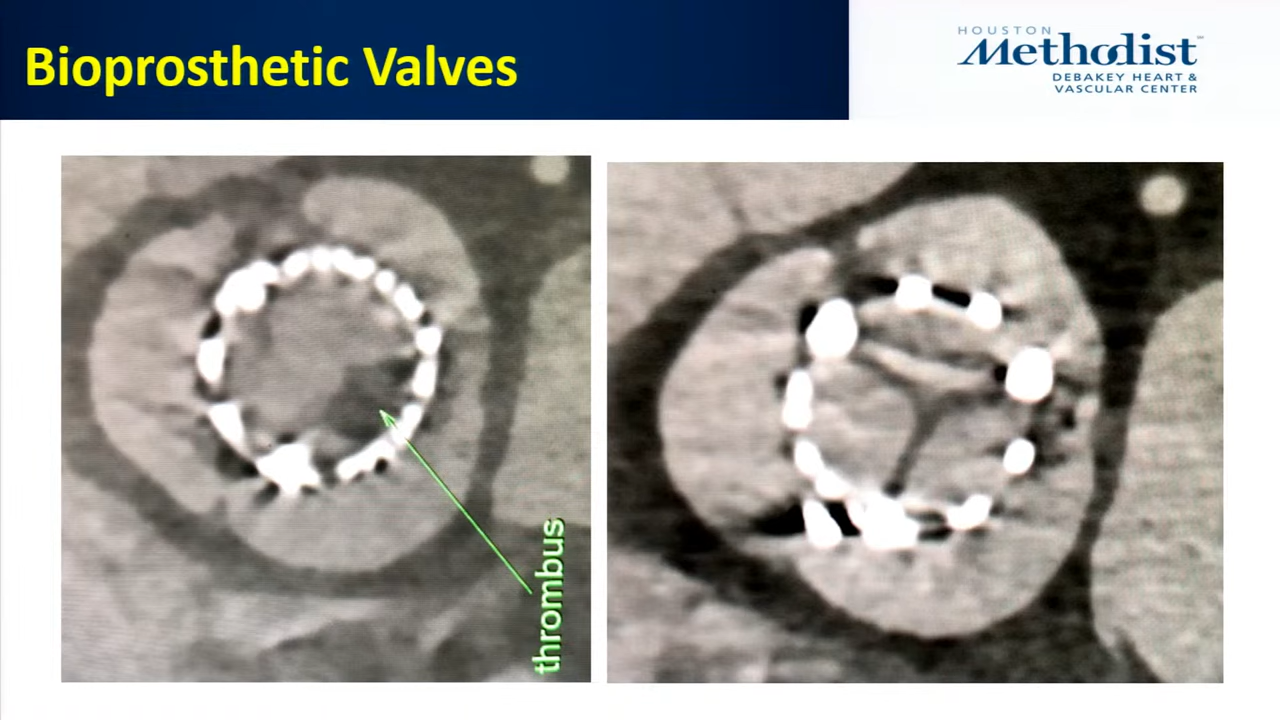 Bioprosthetic Valves
HOUSTON
Methodist
DEBAKEY HEART &
VASCULAR CENTER
thrombus